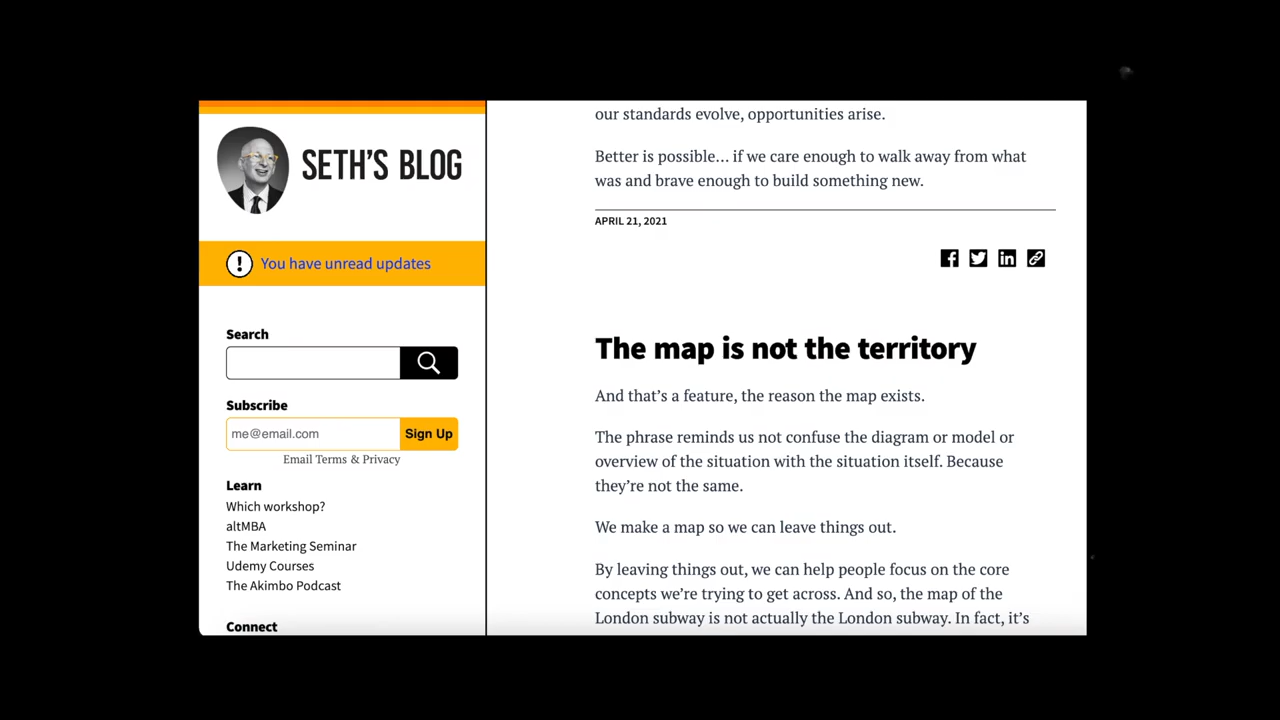 SETH'S BLOG
! You have unread updates
Search
Subscribe
me@email.com Sign Up
Email Terms & Privacy
Learn
Which workshop?
altMBA
The Marketing Seminar
Udemy Courses
The Akimbo Podcast
Connect
our standards evolve, opportunities arise.
Better is possible… if we care enough to walk away from what
was and brave enough to build something new.
APRIL 21, 2021
The map is not the territory
And that's a feature, the reason the map exists.
The phrase reminds us not confuse the diagram or model or
overview of the situation with the situation itself. Because
they're not the same.
We make a map so we can leave things out.
By leaving things out, we can help people focus on the core
concepts we're trying to get across. And so, the map of the
London subway is not actually the London subway. In fact, it's